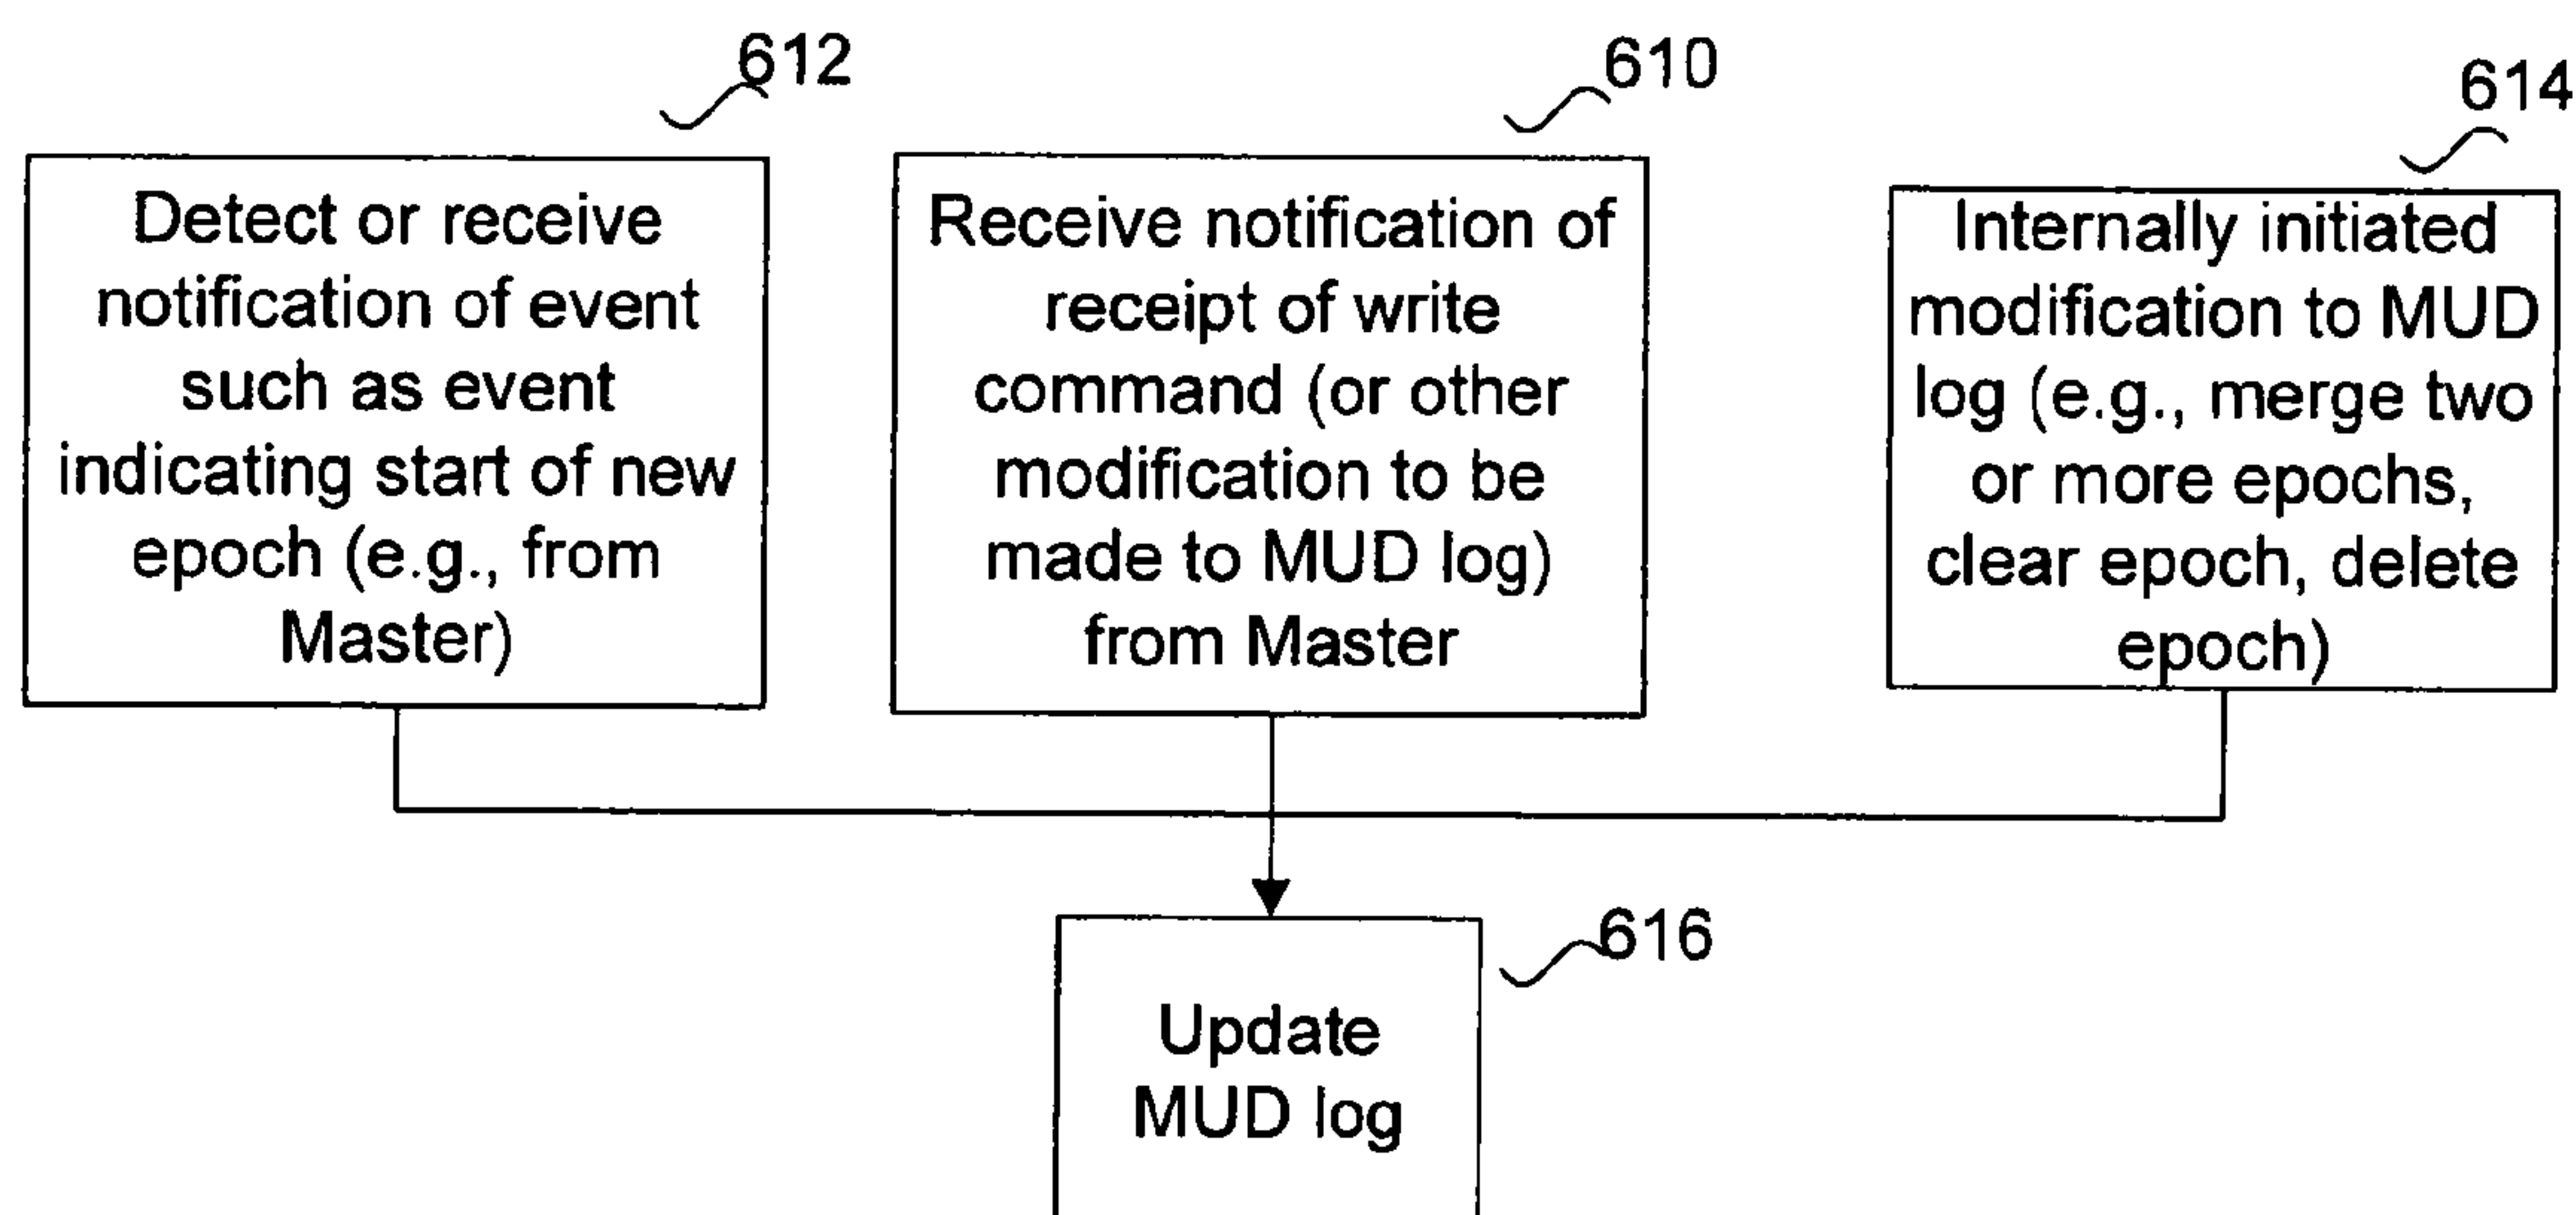 612
Detect or receive
notification of event
such as event
indicating start of new
epoch (e.g., from
Master)
610
Receive notification of
receipt of write
command (or other
modification to be
made to MUD log)
from Master
614
Internally initiated
modification to MUD
log (e.g., merge two
or more epochs,
clear epoch, delete
epoch)
616
Update
MUD log